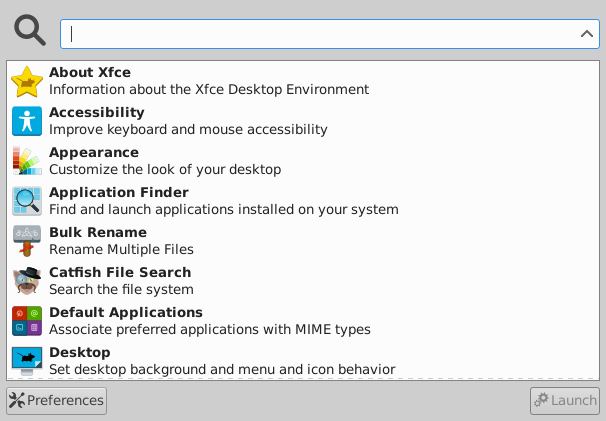 About Xfce
Information about the Xfce Desktop Environment
Accessibility
Improve keyboard and mouse accessibility
Appearance
Customize the look of your desktop
Application Finder
Find and launch applications installed on your system
Bulk Rename
Rename Multiple Files
Catfish File Search
Search the file system
Default Applications
Associate preferred applications with MIME types
Desktop
Set desktop background and menu and icon behavior
Preferences
Launch